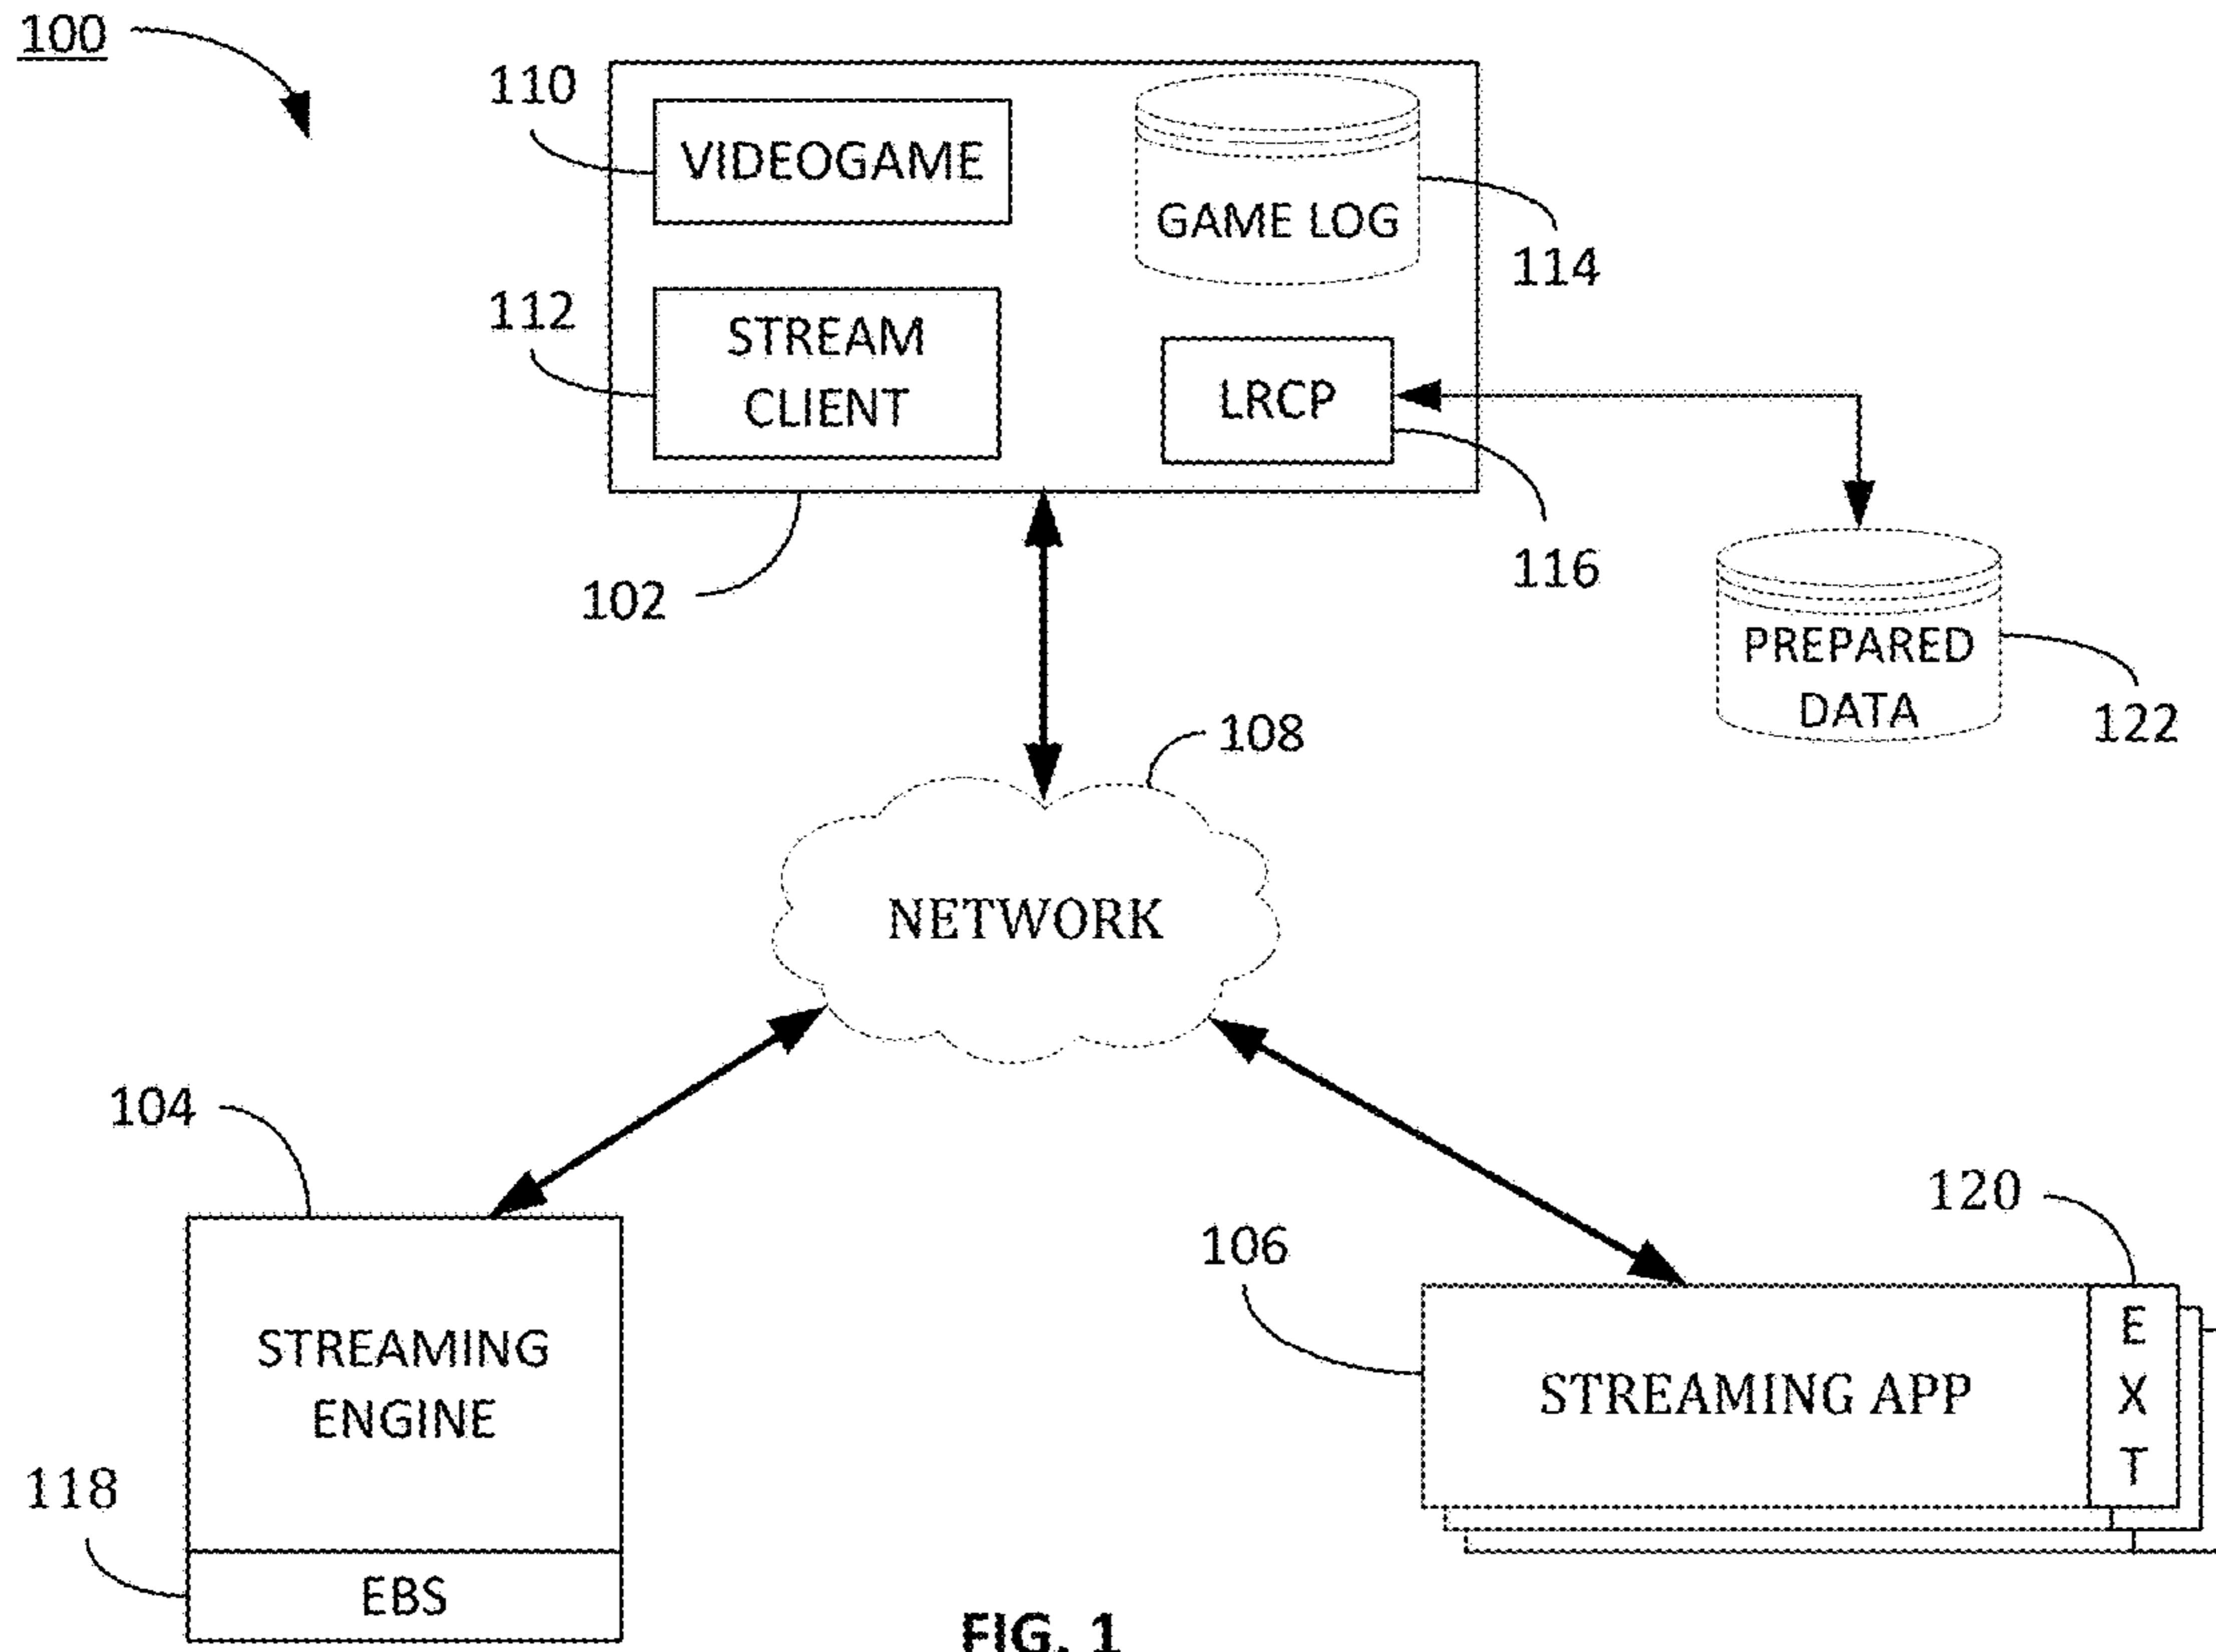 100
110
VIDEOGAME
GAME LOG
114
112
STREAM
CLIENT
LRCP
116
102
PREPARED
DATA
122
108
NETWORK
104
STREAMING
ENGINE
118
EBS
120
106
STREAMING APP
E
X
T
FIG. 1